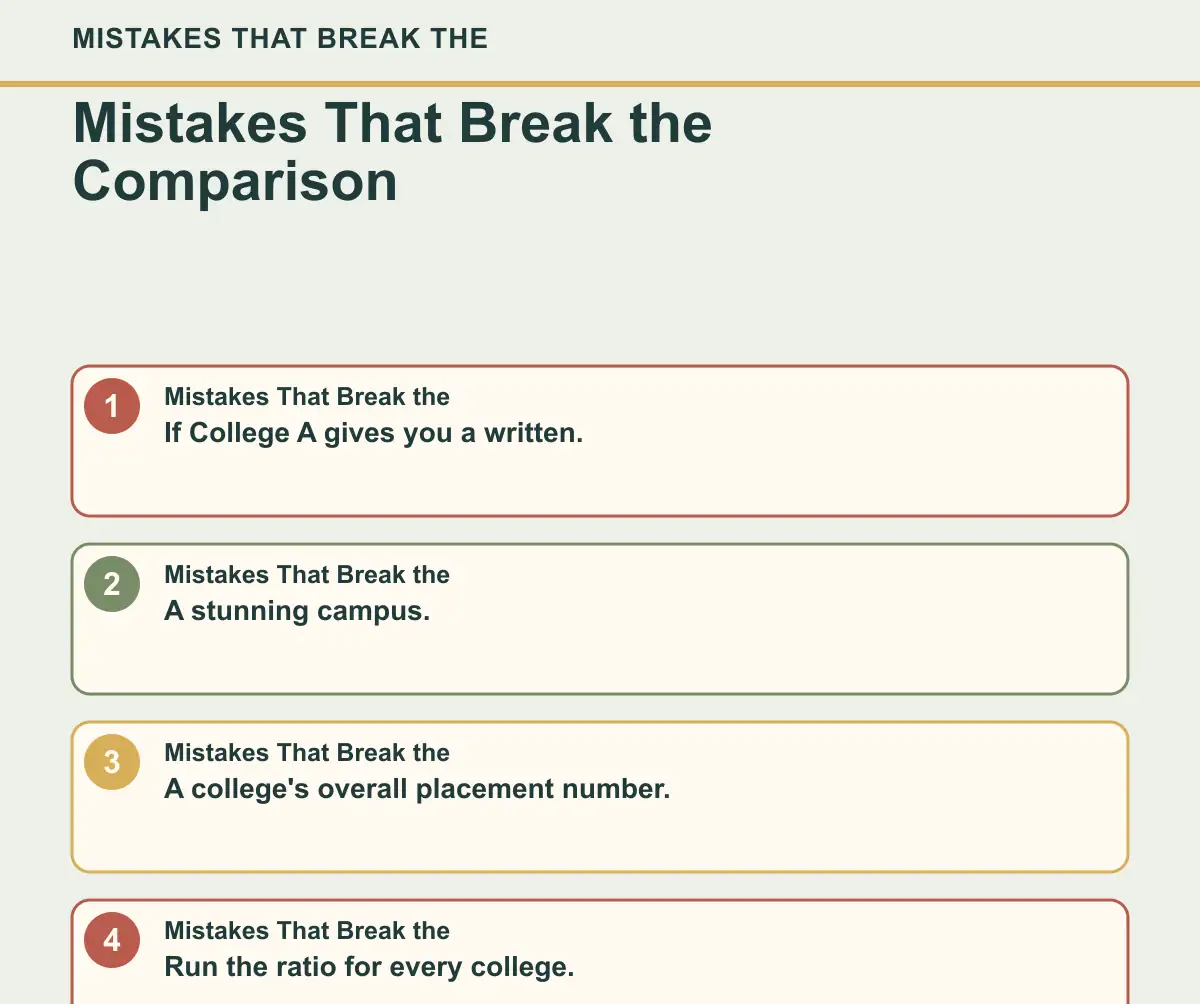 MISTAKES THAT BREAK THE
Mistakes That Break the
Comparison
1
Mistakes That Break the
If College A gives you a written.
2
Mistakes That Break the
A stunning campus.
3
Mistakes That Break the
A college's overall placement number.
4
Mistakes That Break the
Run the ratio for every college.